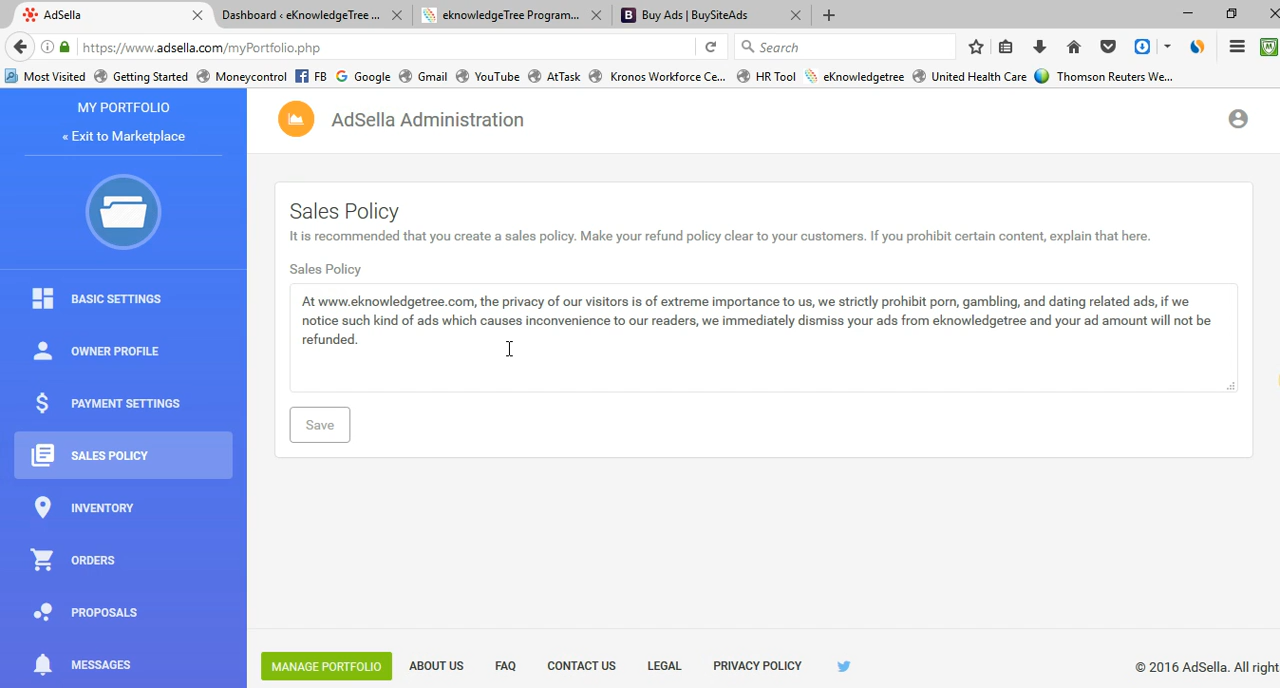 AdSella
Dashboard ‹ eKnowledgeTree ...
eknowledgeTree Program...
Buy Ads | BuySiteAds
https://www.adsella.com/myPortfolio.php
Search
Most Visited
Getting Started
Moneycontrol
FB
Google
Gmail
YouTube
AtTask
Kronos Workforce Ce...
HR Tool
eKnowledgetree
United Health Care
Thomson Reuters We...
MY PORTFOLIO
« Exit to Marketplace
BASIC SETTINGS
OWNER PROFILE
PAYMENT SETTINGS
SALES POLICY
INVENTORY
ORDERS
PROPOSALS
MESSAGES
AdSella Administration
Sales Policy
It is recommended that you create a sales policy. Make your refund policy clear to your customers. If you prohibit certain content, explain that here.
Sales Policy
At www.eknowledgetree.com, the privacy of our visitors is of extreme importance to us, we strictly prohibit porn, gambling, and dating related ads, if we
notice such kind of ads which causes inconvenience to our readers, we immediately dismiss your ads from eknowledgetree and your ad amount will not be
refunded.
Save
MANAGE PORTFOLIO
ABOUT US
FAQ
CONTACT US
LEGAL
PRIVACY POLICY
© 2016 AdSella. All right